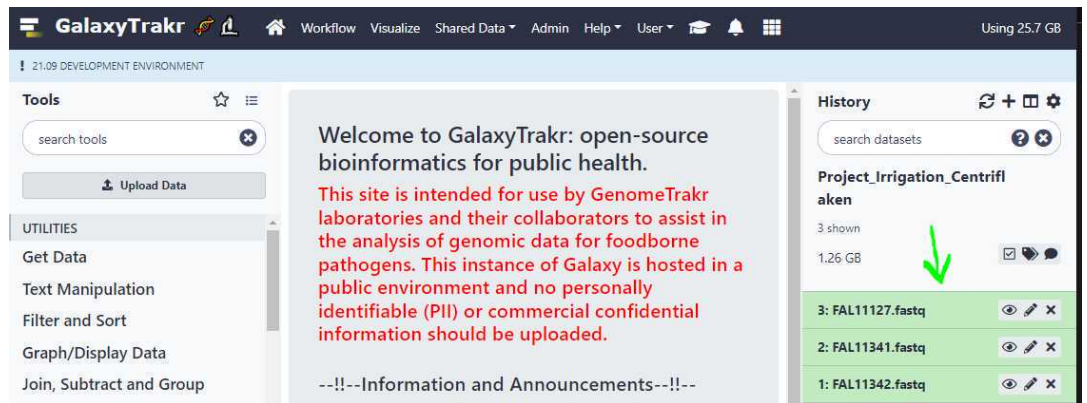 GalaxyTrakr
Workflow Visualize Shared Data Admin Help User
Using 25.7 GB
! 21.09 DEVELOPMENT ENVIRONMENT
Tools
search tools
Upload Data
UTILITIES
Get Data
Text Manipulation
Filter and Sort
Graph/Display Data
Join, Subtract and Group
Welcome to GalaxyTrakr: open-source
bioinformatics for public health.
This site is intended for use by GenomeTrakr
laboratories and their collaborators to assist in
the analysis of genomic data for foodborne
pathogens. This instance of Galaxy is hosted in a
public environment and no personally
identifiable (PII) or commercial confidential
information should be uploaded.
--!!--Information and Announcements--!!--
History
search datasets
Project_Irrigation_Centrifl
aken
3 shown
1.26 GB
3: FAL11127.fastq
2: FAL11341.fastq
1: FAL11342.fastq